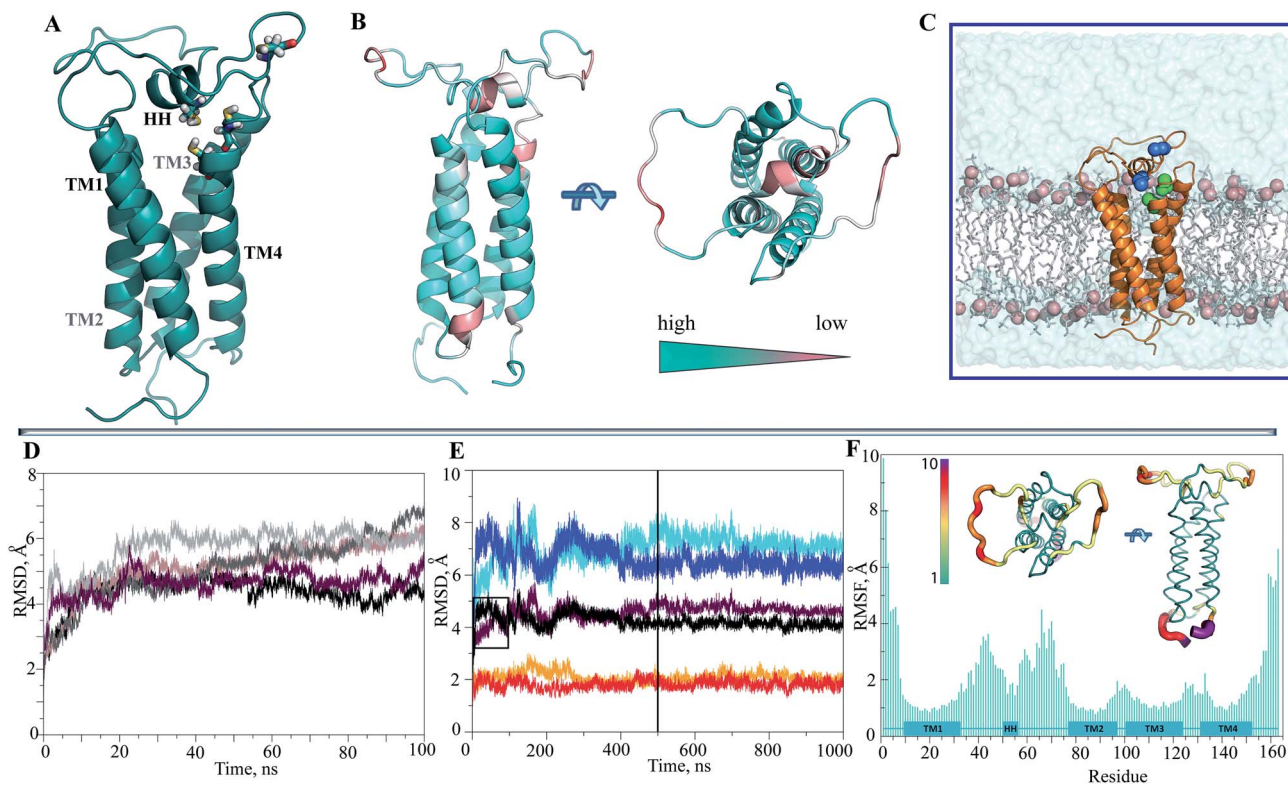 A
B
C
HH
TM3
TM1
TM4
TM2
high low
D
E
F
8
6
4
2
0
RMSD, Å
0 20 40 60 80 100
Time, ns
10
8
6
4
2
0
RMSD, Å
0 200 400 600 800 1000
Time, ns
10
8
6
4
2
0
RMSF, Å
10
1
TM1 HH TM2 TM3 TM4
0 20 40 60 80 100 120 140 160
Residue